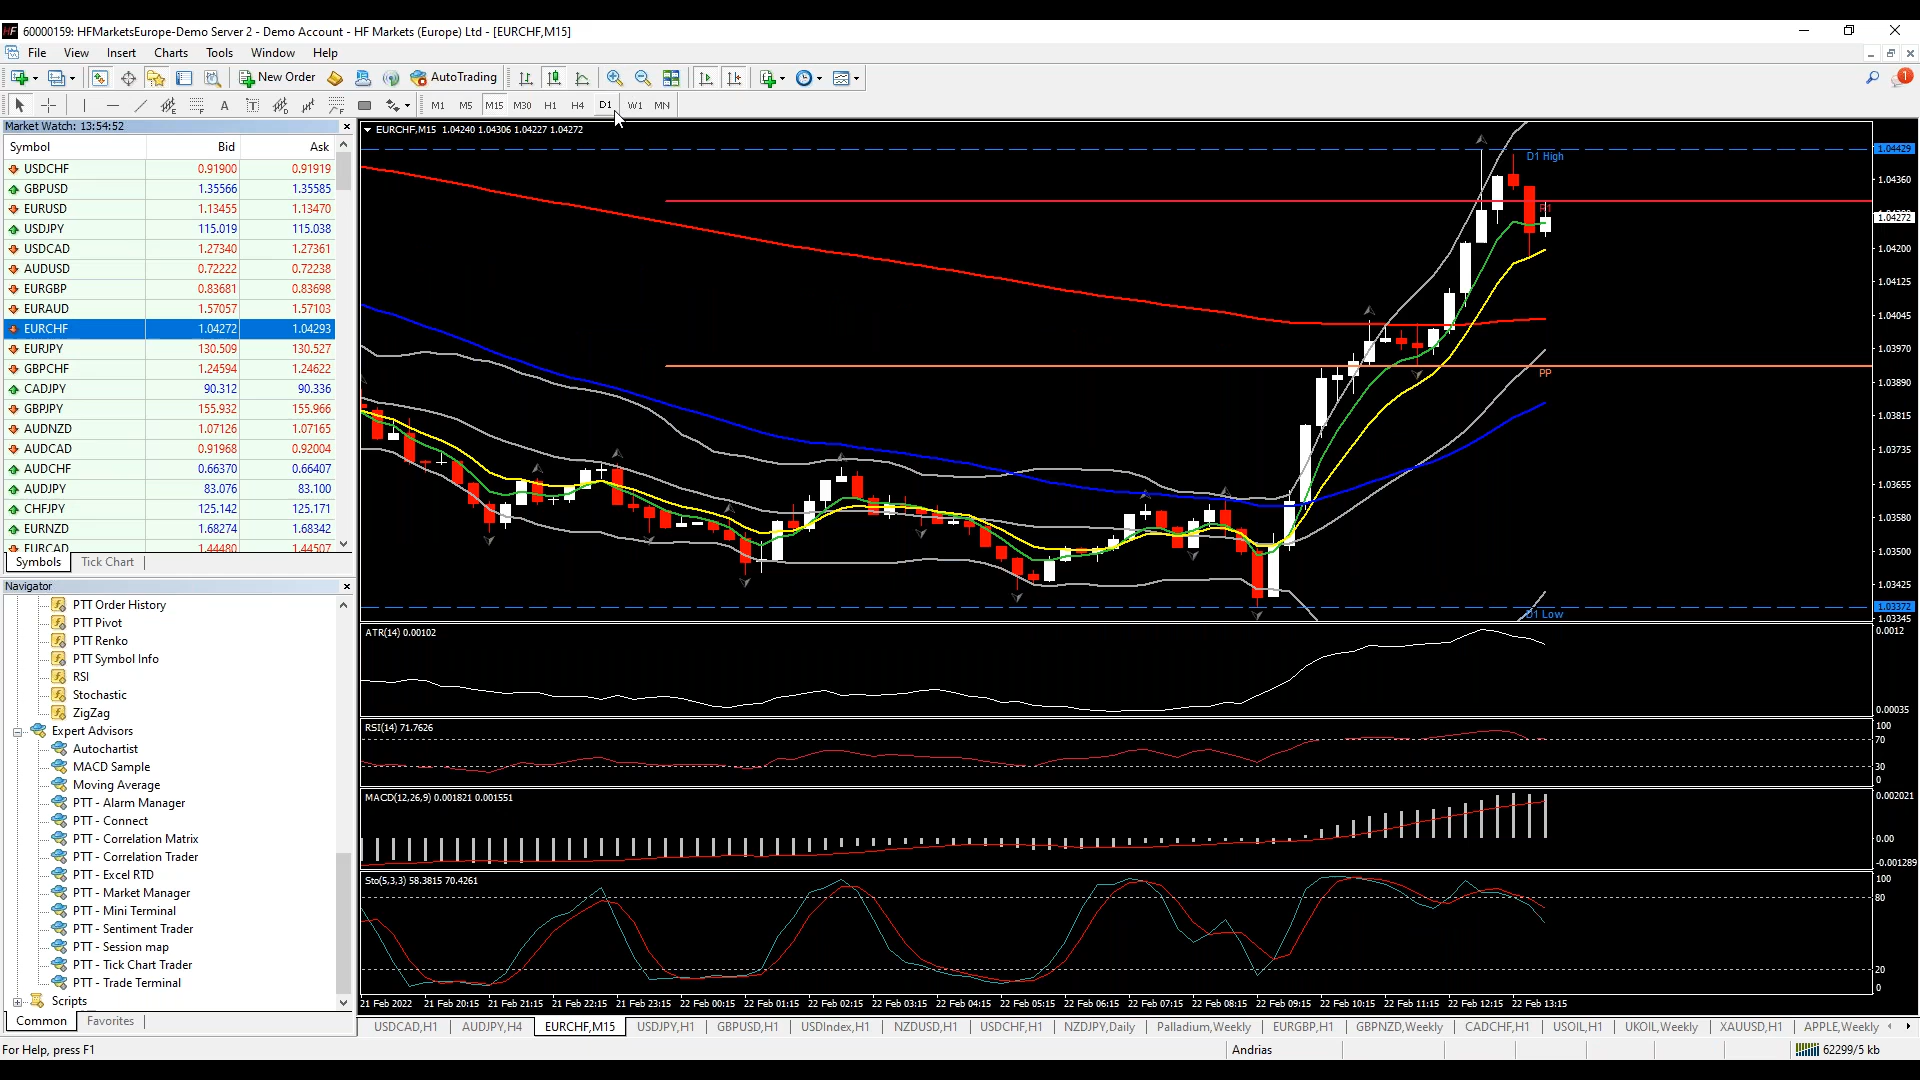 60000159: HFMarketsEurope-Demo Server 2 - Demo Account - HF Markets (Europe) Ltd - [EURCHF,M15]
File View Insert Charts Tools Window Help
New Order AutoTrading 1
A T M1 M5 M15 M30 H1 H4 D1 W1 MN
Market Watch: 13:54:52
Symbol Bid Ask
USDCHF 0.91900 0.91919
GBPUSD 1.35566 1.35585
EURUSD 1.13455 1.13470
USDJPY 115.019 115.038
USDCAD 1.27340 1.27361
AUDUSD 0.72222 0.72238
EURGBP 0.83681 0.83698
EURAUD 1.57057 1.57103
EURCHF 1.04272 1.04293
EURJPY 130.509 130.527
GBPCHF 1.24594 1.24622
CADJPY 90.312 90.336
GBPJPY 155.932 155.966
AUDNZD 1.07126 1.07165
AUDCAD 0.91968 0.92004
AUDCHF 0.66370 0.66407
AUDJPY 83.076 83.100
CHFJPY 125.142 125.171
EURNZD 1.68274 1.68342
EURCAD 1.44480 1.44507
Symbols Tick Chart
Navigator
PTT Order History
PTT Pivot
PTT Renko
PTT Symbol Info
RSI
Stochastic
ZigZag
Expert Advisors
Autochartist
MACD Sample
Moving Average
PTT - Alarm Manager
PTT - Connect
PTT - Correlation Matrix
PTT - Correlation Trader
PTT - Excel RTD
PTT - Market Manager
PTT - Mini Terminal
PTT - Sentiment Trader
PTT - Session map
PTT - Tick Chart Trader
PTT - Trade Terminal
Scripts
Common Favorites
EURCHF,M15 1.04240 1.04306 1.04227 1.04272
D1 High
R1
PP
D1 Low
1.04429
1.04360
1.04272
1.04200
1.04125
1.04045
1.03970
1.03890
1.03815
1.03735
1.03655
1.03580
1.03500
1.03425
1.03372
1.03345
ATR(14) 0.00102
0.0012
0.00035
RSI(14) 71.7626
100
70
30
0
MACD(12,26,9) 0.001821 0.001551
0.002021
0.00
-0.001289
Sto(5,3,3) 58.3815 70.4261
100
80
20
0
21 Feb 2022 21 Feb 20:15 21 Feb 21:15 21 Feb 22:15 21 Feb 23:15 22 Feb 00:15 22 Feb 01:15 22 Feb 02:15 22 Feb 03:15 22 Feb 04:15 22 Feb 05:15 22 Feb 06:15 22 Feb 07:15 22 Feb 08:15 22 Feb 09:15 22 Feb 10:15 22 Feb 11:15 22 Feb 12:15 22 Feb 13:15
USDCAD,H1 AUDJPY,H4 EURCHF,M15 USDJPY,H1 GBPUSD,H1 USDIndex,H1 NZDUSD,H1 USDCHF,H1 NZDJPY,Daily Palladium,Weekly EURGBP,H1 GBPNZD,Weekly CADCHF,H1 USOIL,H1 UKOIL,Weekly XAUUSD,H1 APPLE,Weekly
For Help, press F1 Andrias 62299/5 kb